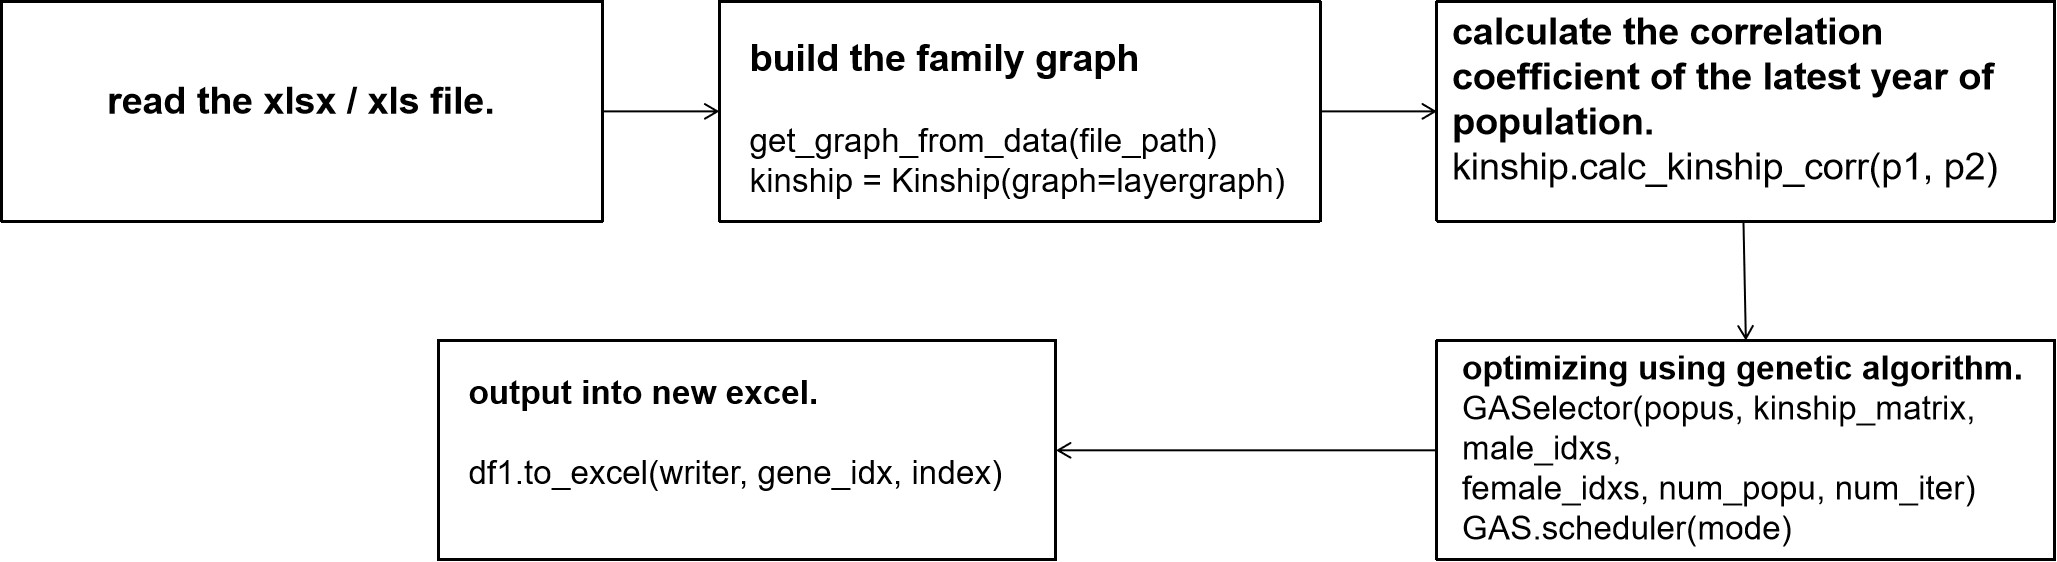 read the xlsx / xls file.
build the family graph
get_graph_from_data(file_path)
kinship = Kinship(graph=layergraph)
calculate the correlation
coefficient of the latest year of
population.
kinship.calc_kinship_corr(p1, p2)
optimizing using genetic algorithm.
GASelector(popus, kinship_matrix,
male_idxs,
female_idxs, num_popu, num_iter)
GAS.scheduler(mode)
output into new excel.
df1.to_excel(writer, gene_idx, index)